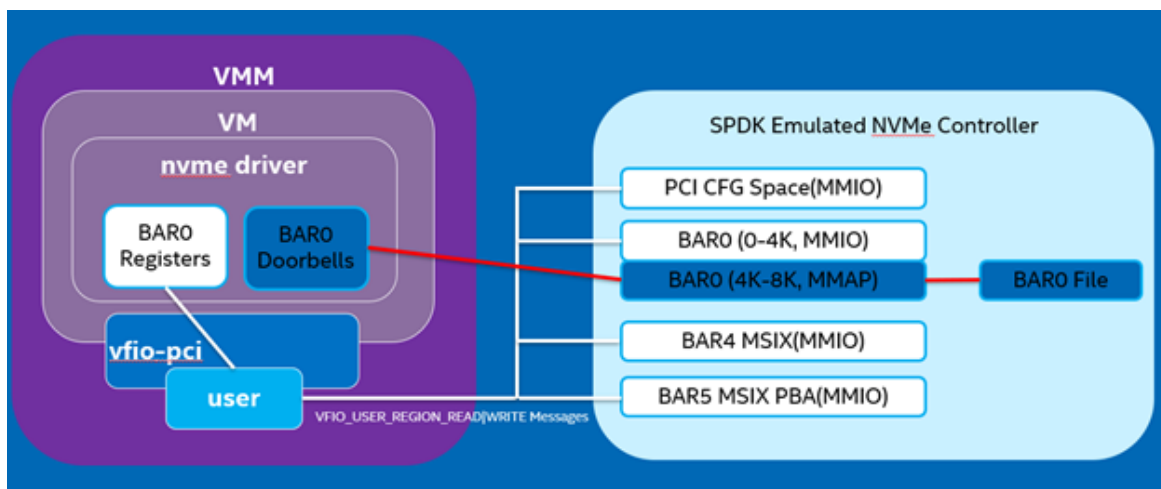 VMM
VM
nvme driver
BAR0
Registers
BAR0
Doorbells
vfio-pci
user
VFIO_USER_REGION_READ|WRITE Messages
SPDK Emulated NVMe Controller
PCI CFG Space(MMIO)
BAR0 (0-4K, MMIO)
BAR0 (4K-8K, MMAP)
BAR0 File
BAR4 MSIX(MMIO)
BAR5 MSIX PBA(MMIO)